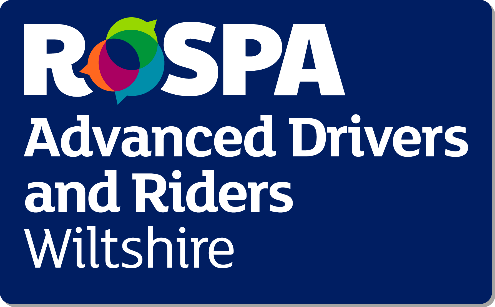 RoSPA
Advanced Drivers
and Riders
Wiltshire